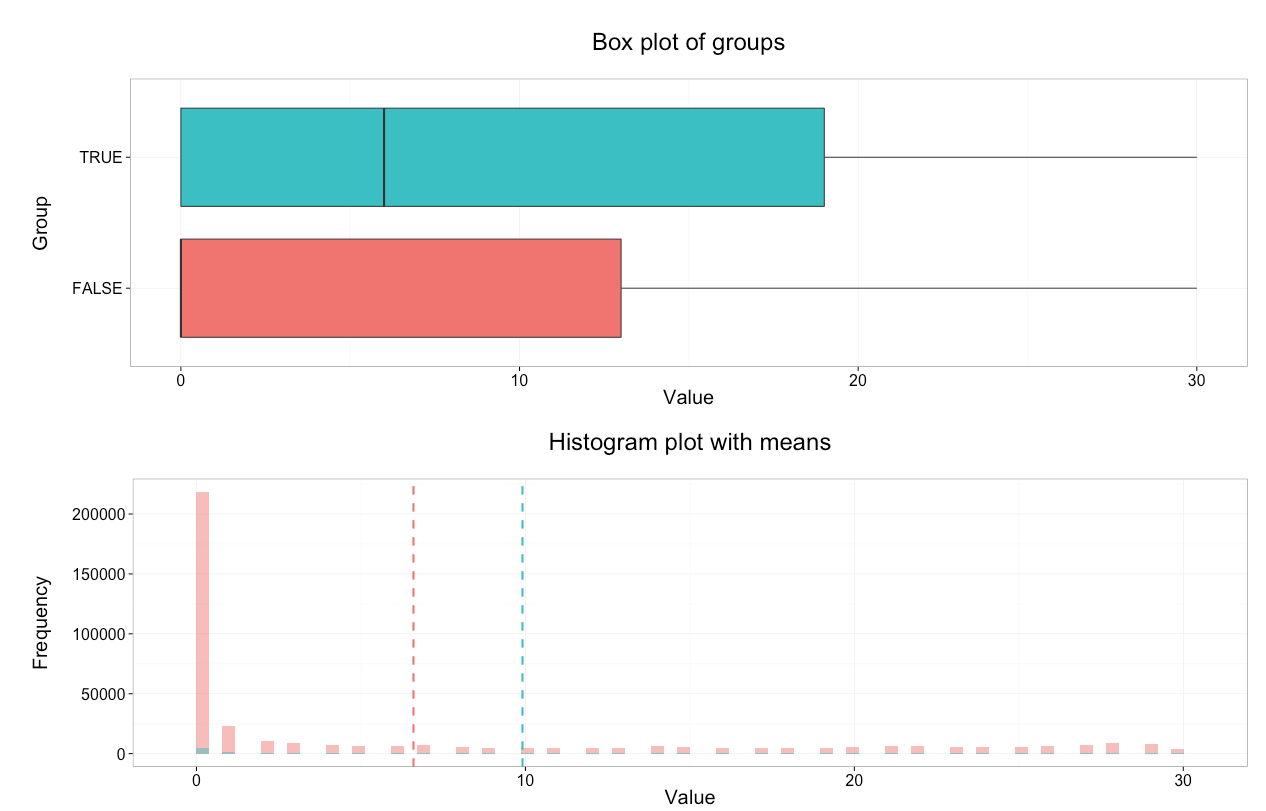 Box plot of groups
Group
TRUE
FALSE
0 10 20 30
Value
Histogram plot with means
Frequency
200000
150000
100000
50000
0
0 10 20 30
Value